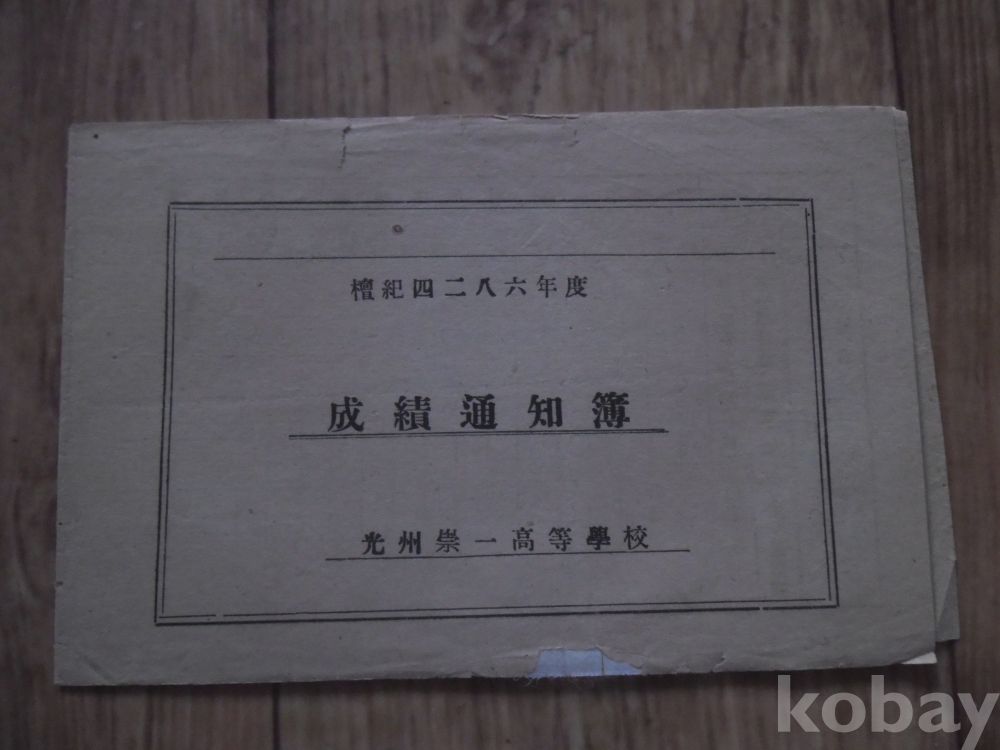 檀紀四二八六年度
成績通知簿
光州崇一高等學校
kobay